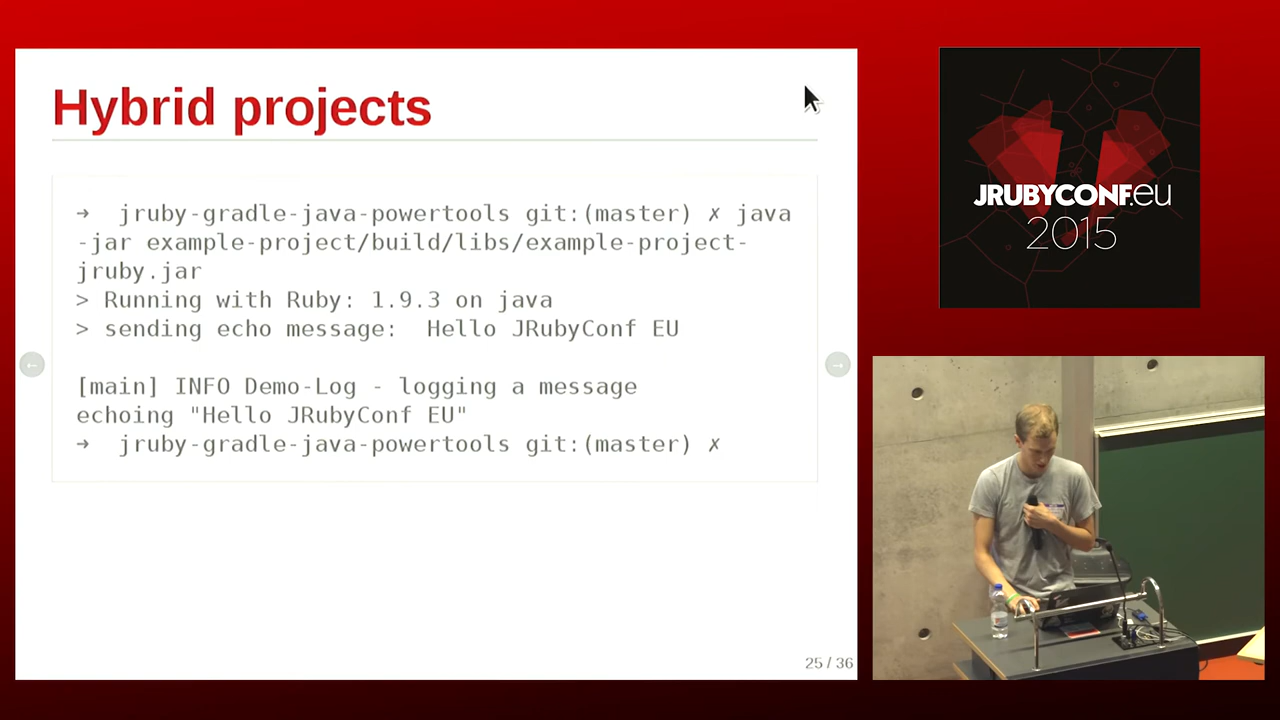 Hybrid projects
➜  jruby-gradle-java-powertools git:(master) ✗ java
-jar example-project/build/libs/example-project-
jruby.jar
> Running with Ruby: 1.9.3 on java
> sending echo message:  Hello JRubyConf EU
[main] INFO Demo-Log - logging a message
echoing "Hello JRubyConf EU"
➜  jruby-gradle-java-powertools git:(master) ✗
25 / 36
JRUBYCONF.eu
2015